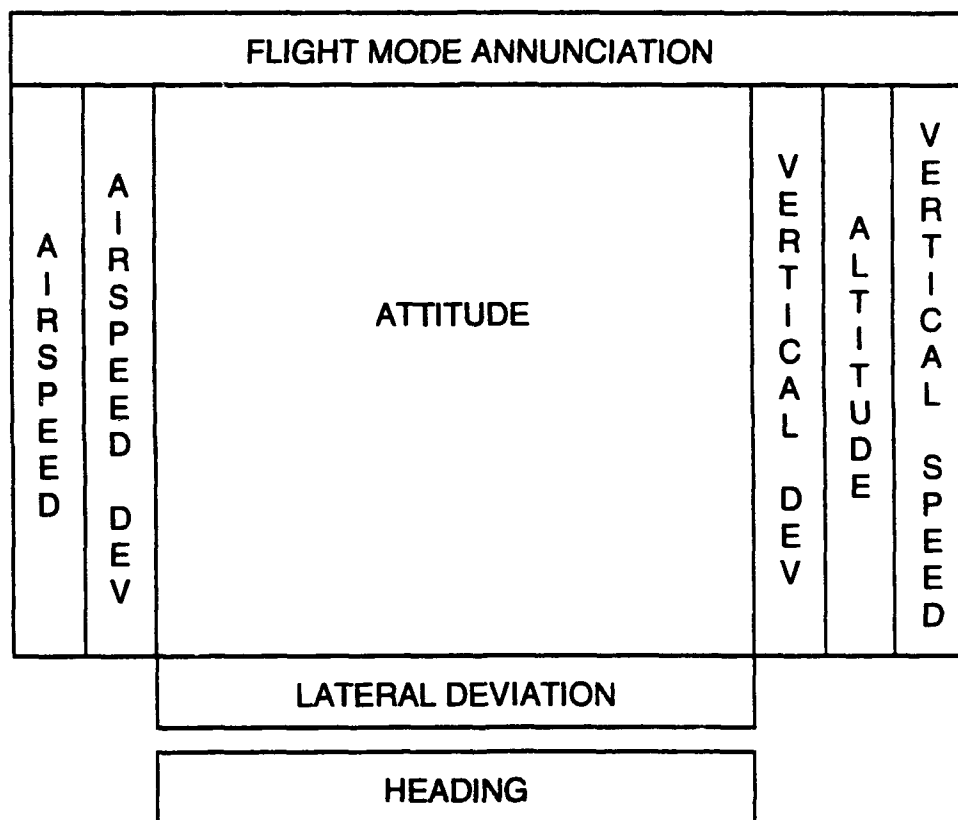 FLIGHT MODE ANNUNCIATION
AIRSPEED
AIRSPEED DEV
ATTITUDE
VERTICAL DEV
ALTITUDE
VERTICAL SPEED
LATERAL DEVIATION
HEADING